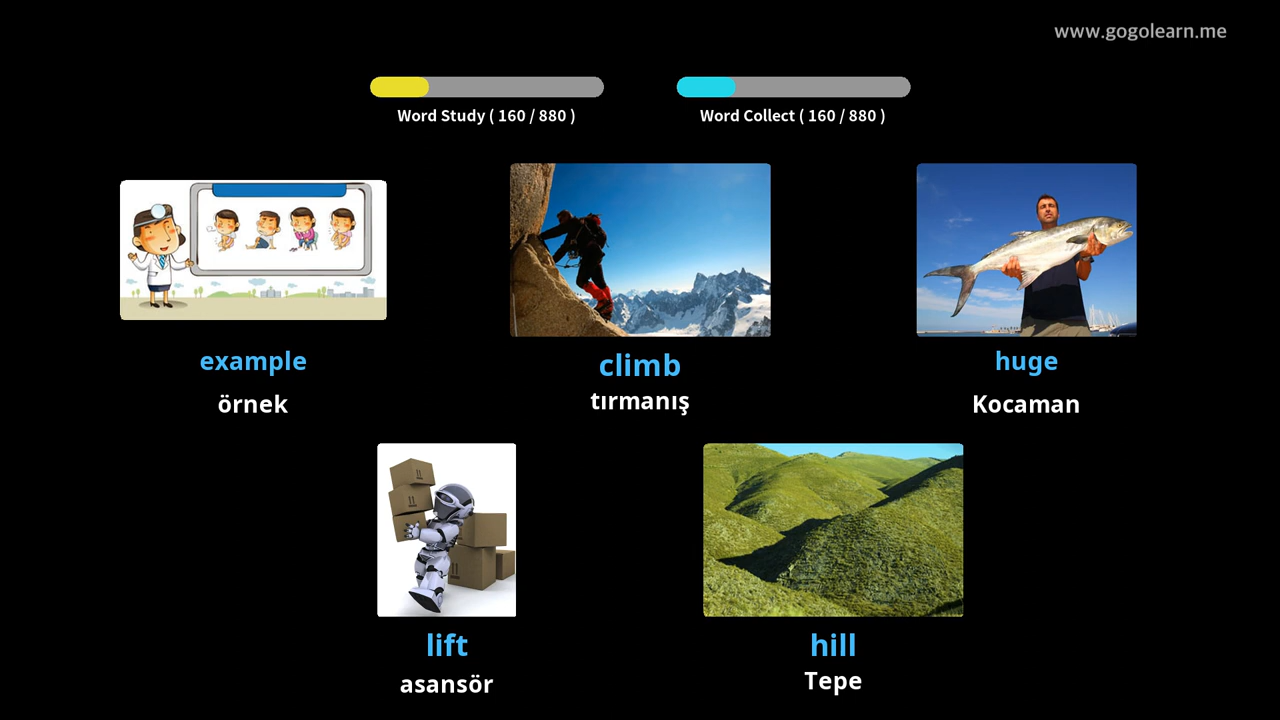 www.gogolearn.me
Word Study ( 160 / 880 )
Word Collect ( 160 / 880 )
example
örnek
climb
tırmanış
huge
Kocaman
lift
asansör
hill
Tepe